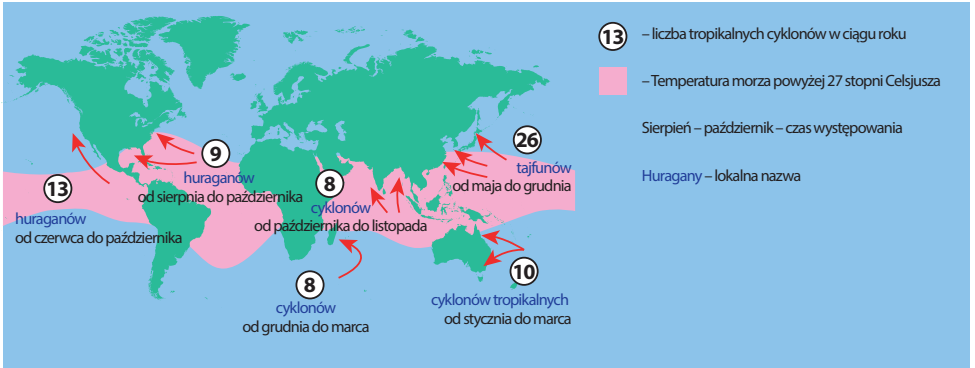 13
huraganów
od czerwca do października
9
huraganów
od sierpnia do października
8
cyklonów
od października do listopada
26
tajfunów
od maja do grudnia
8
cyklonów
od grudnia do marca
10
cyklonów tropikalnych
od stycznia do marca
13 – liczba tropikalnych cyklonów w ciągu roku
– Temperatura morza powyżej 27 stopni Celsjusza
Sierpień – październik – czas występowania
Huragany – lokalna nazwa